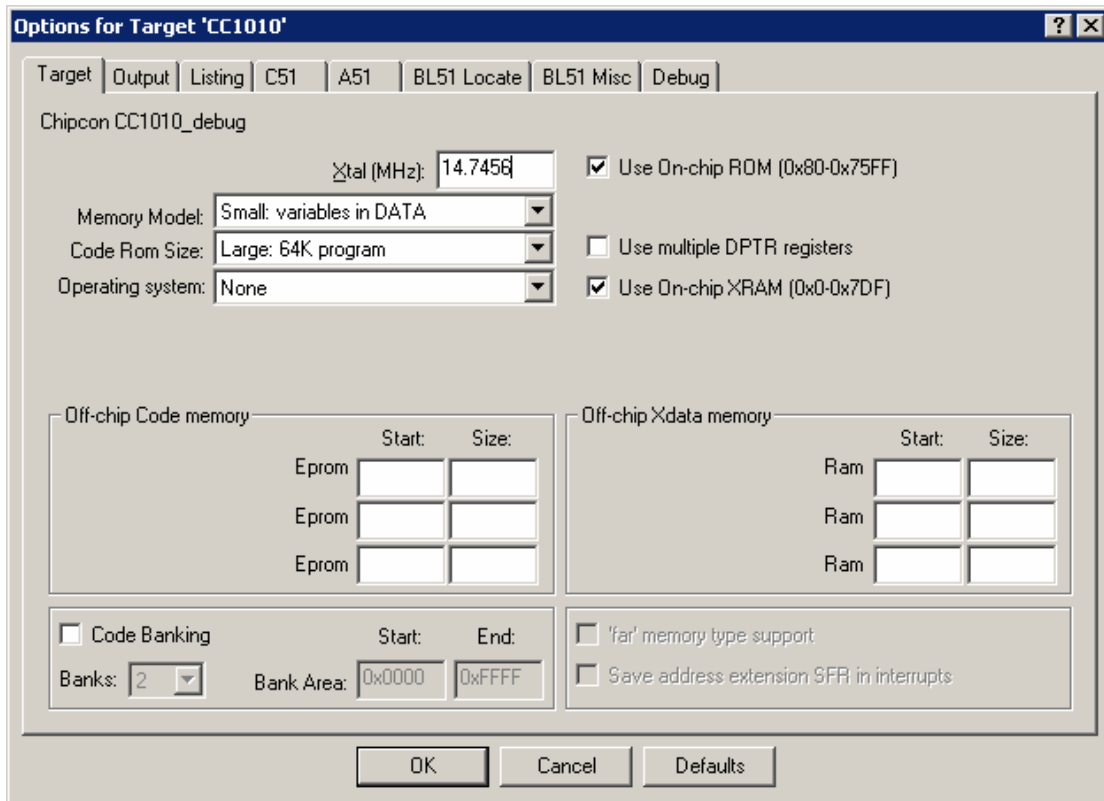 Options for Target 'CC1010'
Target Output Listing C51 A51 BL51 Locate BL51 Misc Debug
Chipcon CC1010_debug
Xtal (MHz): 14.7456 Use On-chip ROM (0x80-0x75FF)
Memory Model: Small: variables in DATA
Code Rom Size: Large: 64K program Use multiple DPTR registers
Operating system: None Use On-chip XRAM (0x0-0x7DF)
Off-chip Code memory Off-chip Xdata memory
Start: Size: Start: Size:
Eprom Ram
Eprom Ram
Eprom Ram
Code Banking Start: End: 'far' memory type support
Banks: 2 Bank Area: 0x0000 0xFFFF Save address extension SFR in interrupts
OK Cancel Defaults